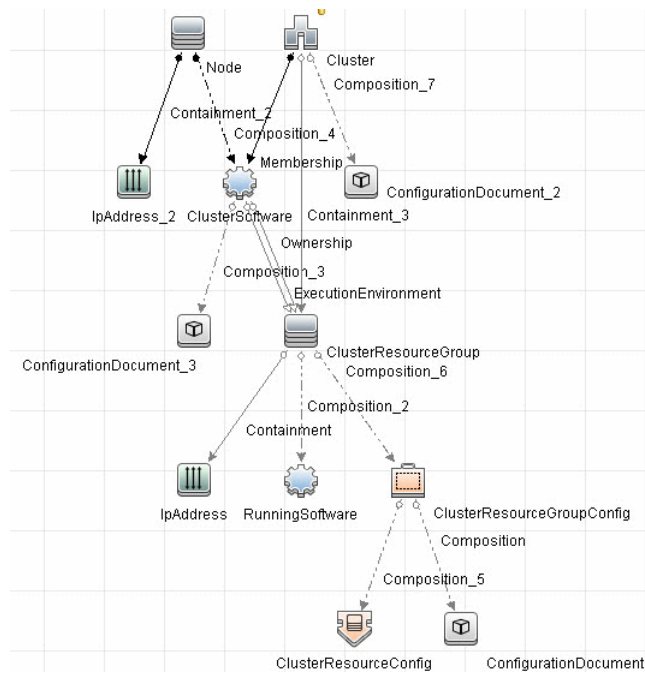 Node
Cluster
Composition_7
Containment_2
Composition_4
Membership
ConfigurationDocument_2
IpAddress_2
ClusterSoftware
Containment_3
Ownership
Composition_3
ExecutionEnvironment
ClusterResourceGroup
ConfigurationDocument_3
Composition_6
Composition_2
Containment
IpAddress
RunningSoftware
ClusterResourceGroupConfig
Composition
Composition_5
ClusterResourceConfig
ConfigurationDocument